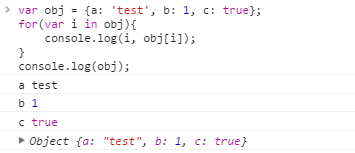 > var obj = {a: 'test', b: 1, c: true};
for(var i in obj){
    console.log(i, obj[i]);
}
console.log(obj);
a test
b 1
c true
▶ Object {a: "test", b: 1, c: true}